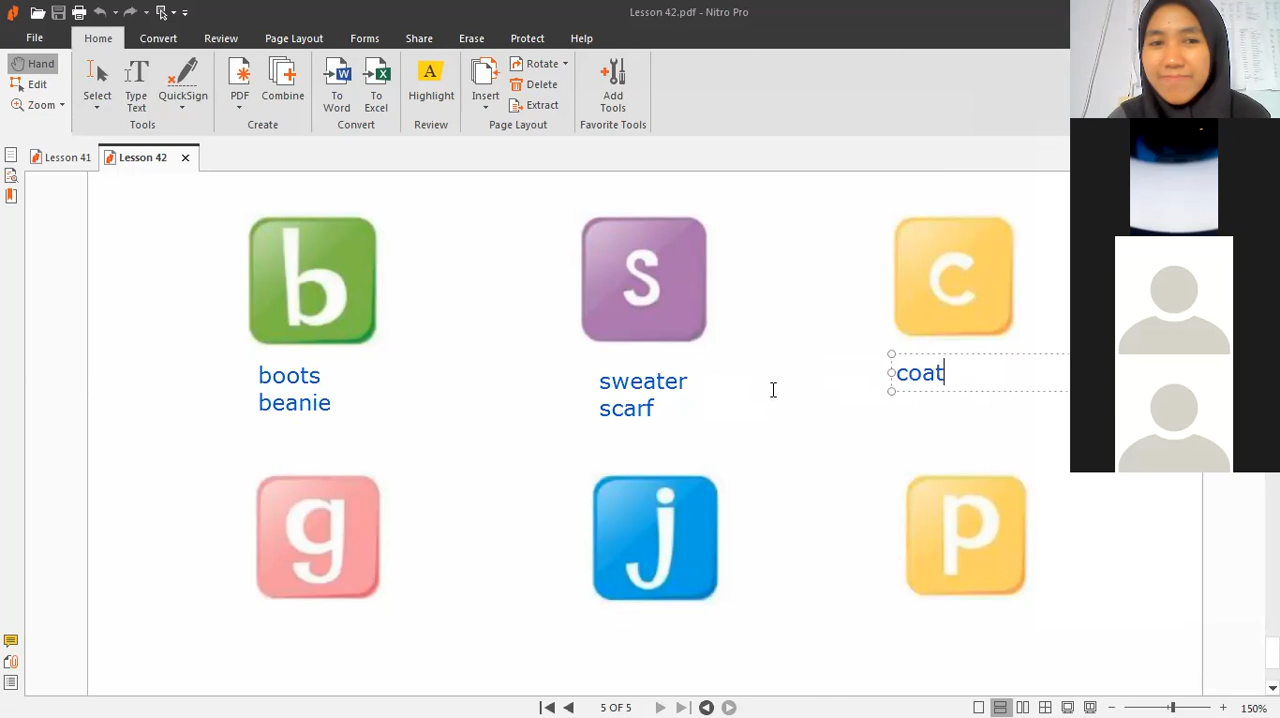 Lesson 42.pdf - Nitro Pro
File Home Convert Review Page Layout Forms Share Erase Protect Help
Hand
Edit
Zoom
Select
Type Text
QuickSign
Tools
PDF
Combine
Create
To Word
To Excel
Convert
Highlight
Review
Insert
Rotate
Delete
Extract
Page Layout
Add Tools
Favorite Tools
Lesson 41
Lesson 42
b s c
boots
beanie
sweater
scarf
coat
g j p
5 OF 5
150%